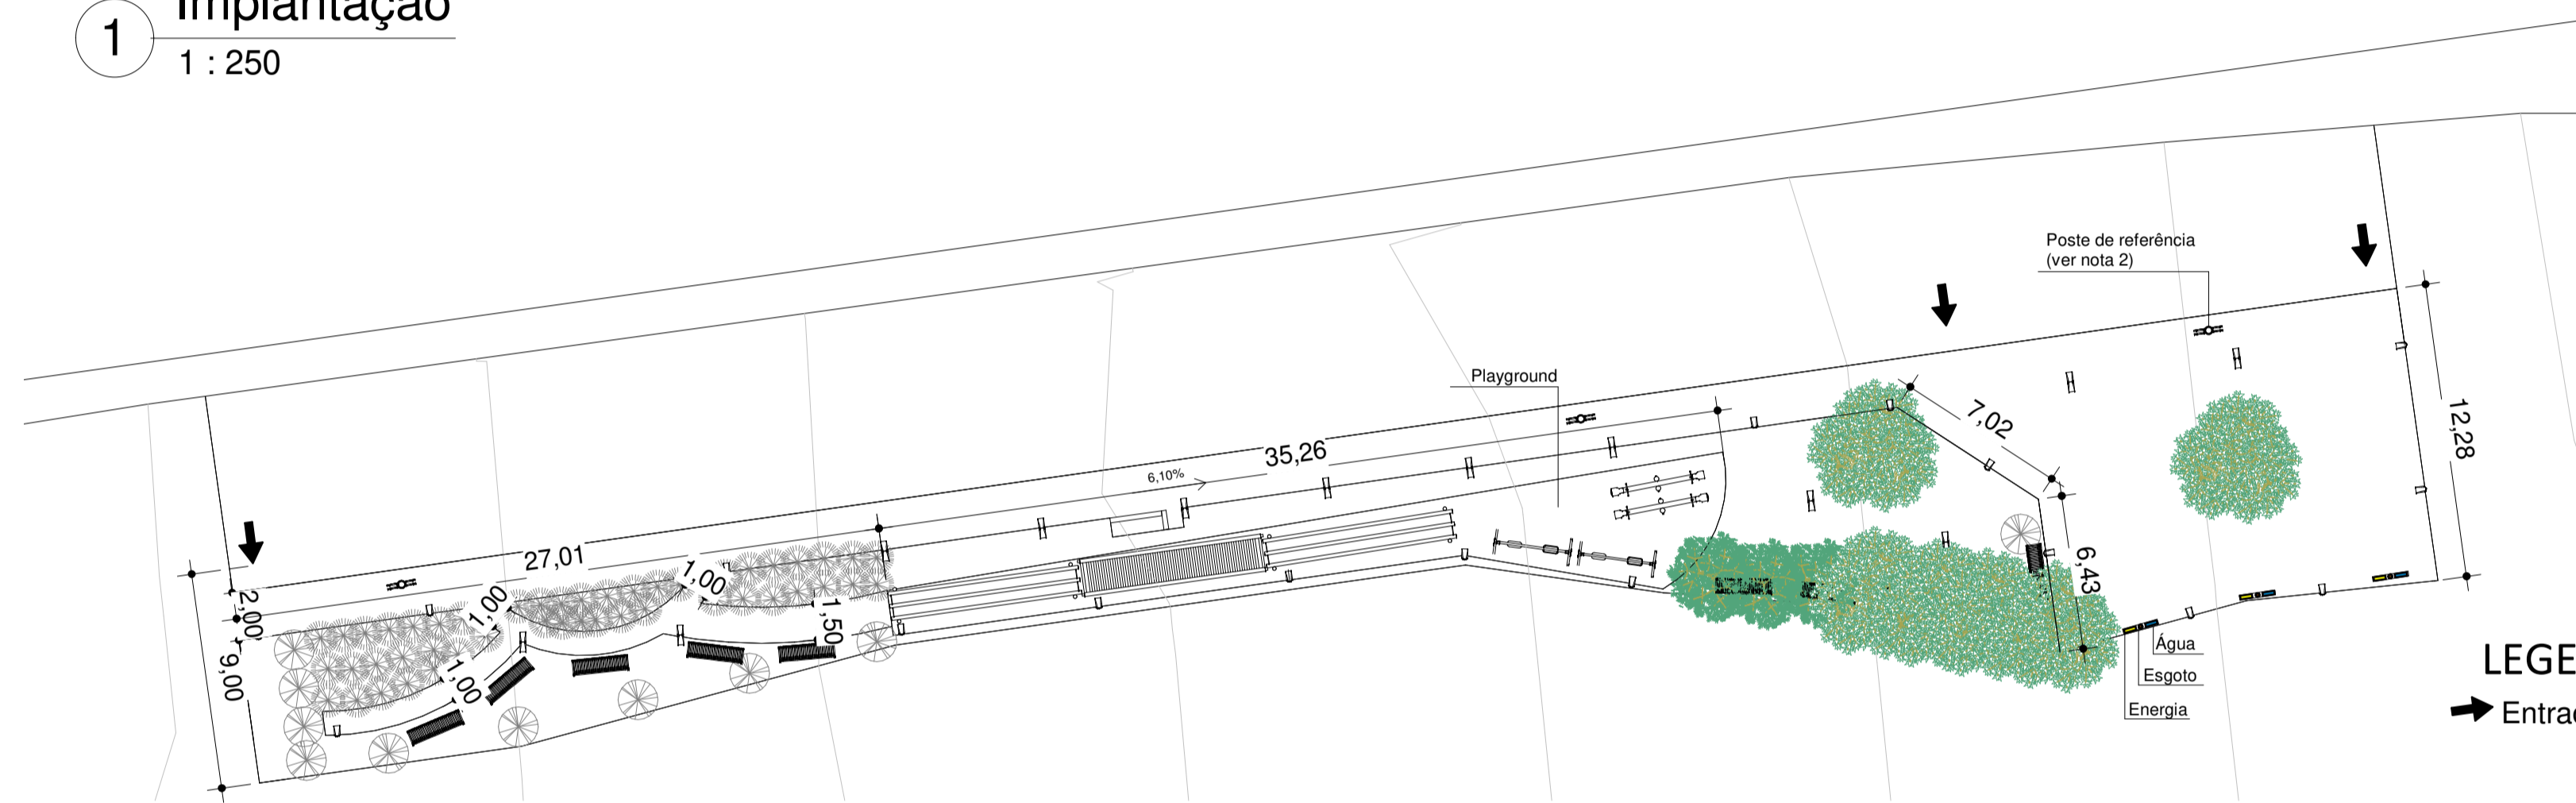 1
Implantação
1 : 250
Poste de referência
(ver nota 2)
Playground
7,02
12,28
35,26
6,10%
27,01
1,00
1,00
2,00
1,50
9,00
1,00
6,43
Água
Esgoto
Energia
LEGE
Entra